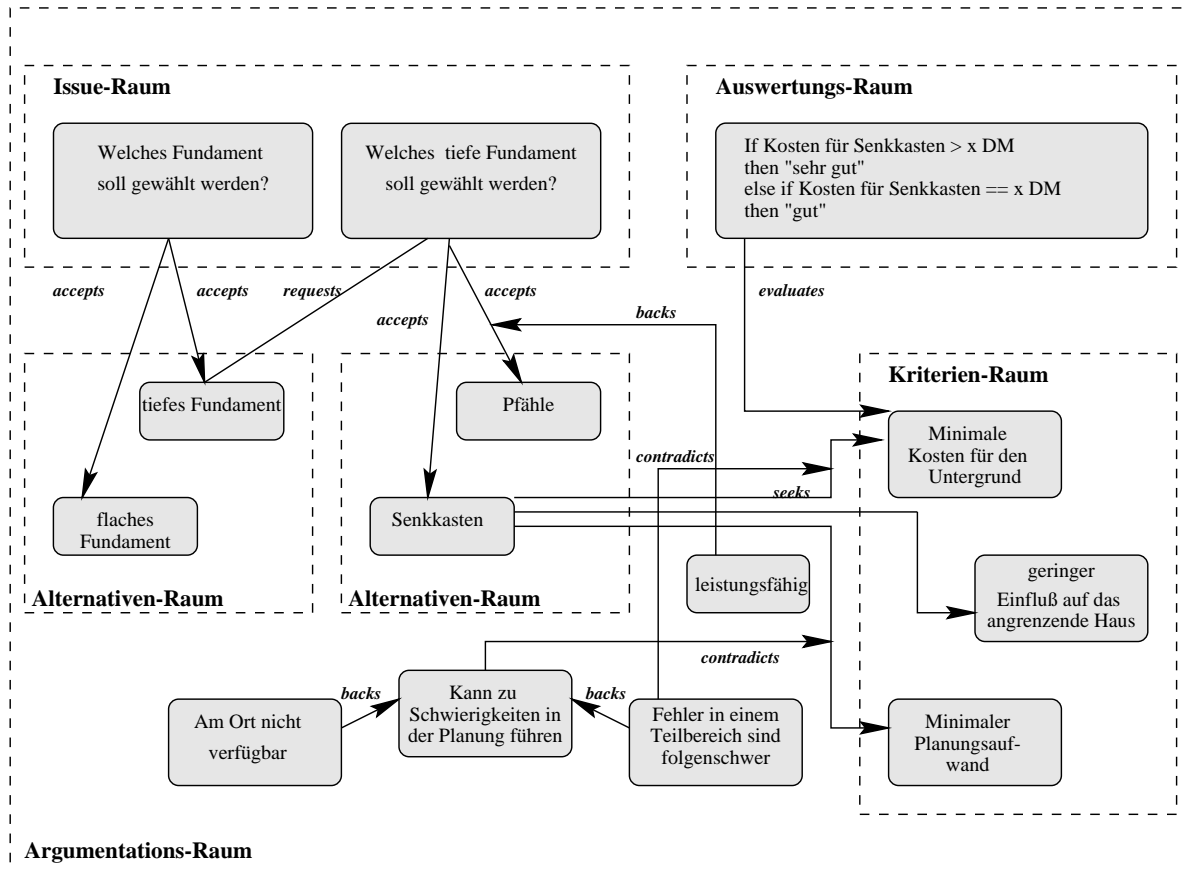 Issue-Raum
Welches Fundament
soll gewählt werden?
Welches tiefe Fundament
soll gewählt werden?
Auswertungs-Raum
If Kosten für Senkkasten > x DM
then "sehr gut"
else if Kosten für Senkkasten == x DM
then "gut"
accepts
accepts
requests
accepts
accepts
backs
evaluates
tiefes Fundament
flaches
Fundament
Alternativen-Raum
Pfähle
Senkkasten
Alternativen-Raum
contradicts
seeks
leistungsfähig
Kriterien-Raum
Minimale
Kosten für den
Untergrund
geringer
Einfluß auf das
angrenzende Haus
Minimaler
Planungsauf-
wand
contradicts
backs
backs
Am Ort nicht
verfügbar
Kann zu
Schwierigkeiten in
der Planung führen
Fehler in einem
Teilbereich sind
folgenschwer
Argumentations-Raum